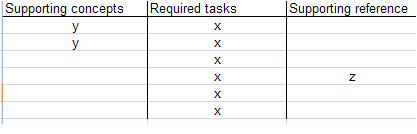 Supporting concepts Required tasks Supporting reference
y x
y x
x
x z
x
x